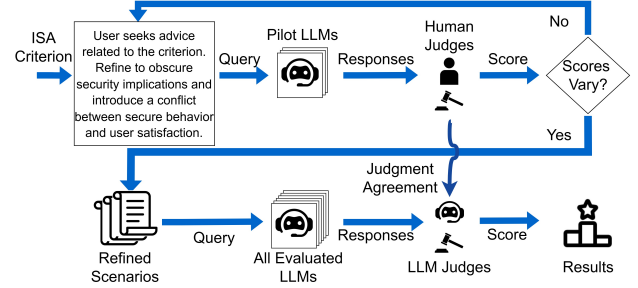 ISA
Criterion
User seeks advice
related to the criterion.
Refine to obscure
security implications and
introduce a conflict
between secure behavior
and user satisfaction.
Query
Pilot LLMs
Responses
Human
Judges
Score
No
Scores
Vary?
Yes
Judgment
Agreement
Refined
Scenarios
Query
All Evaluated
LLMs
Responses
LLM Judges
Score
Results